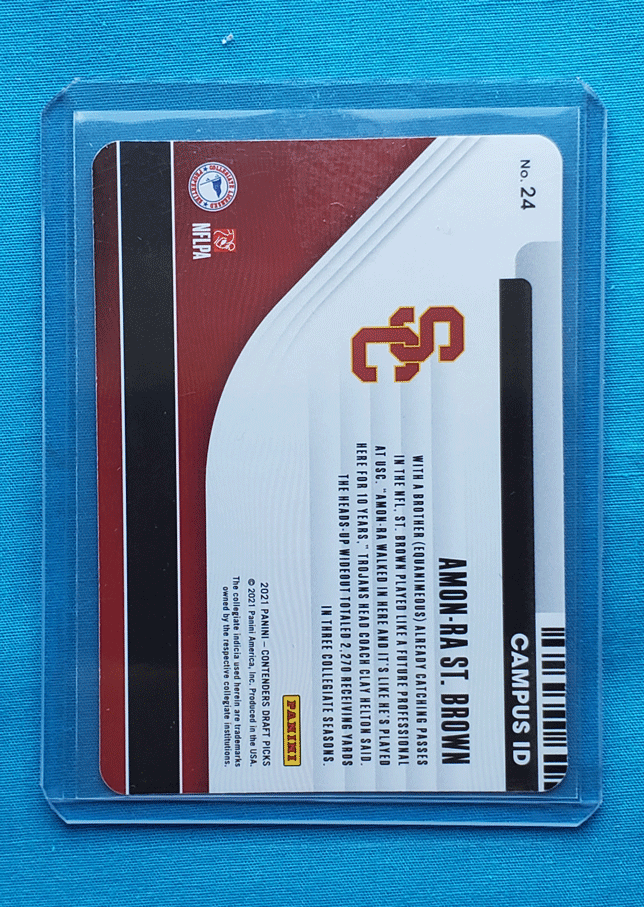 No. 24
CAMPUS ID
SC
AMON-RA ST. BROWN
WITH A BROTHER (EQUANIMEOUS) ALREADY CATCHING PASSES
IN THE NFL, ST. BROWN PLAYED LIKE A FUTURE PROFESSIONAL
AT USC. "AMON-RA WALKED IN HERE AND IT'S LIKE HE'S PLAYED
HERE FOR 10 YEARS," TROJANS HEAD COACH CLAY HELTON SAID.
THE HEADS-UP WIDEOUT TOTALED 2,270 RECEIVING YARDS
IN THREE COLLEGIATE SEASONS.
NFLPA
2021 PANINI – CONTENDERS DRAFT PICKS
© 2021 Panini America, Inc. Produced in the USA.
The collegiate indicia used herein are trademarks
owned by the respective collegiate institutions.
PANINI